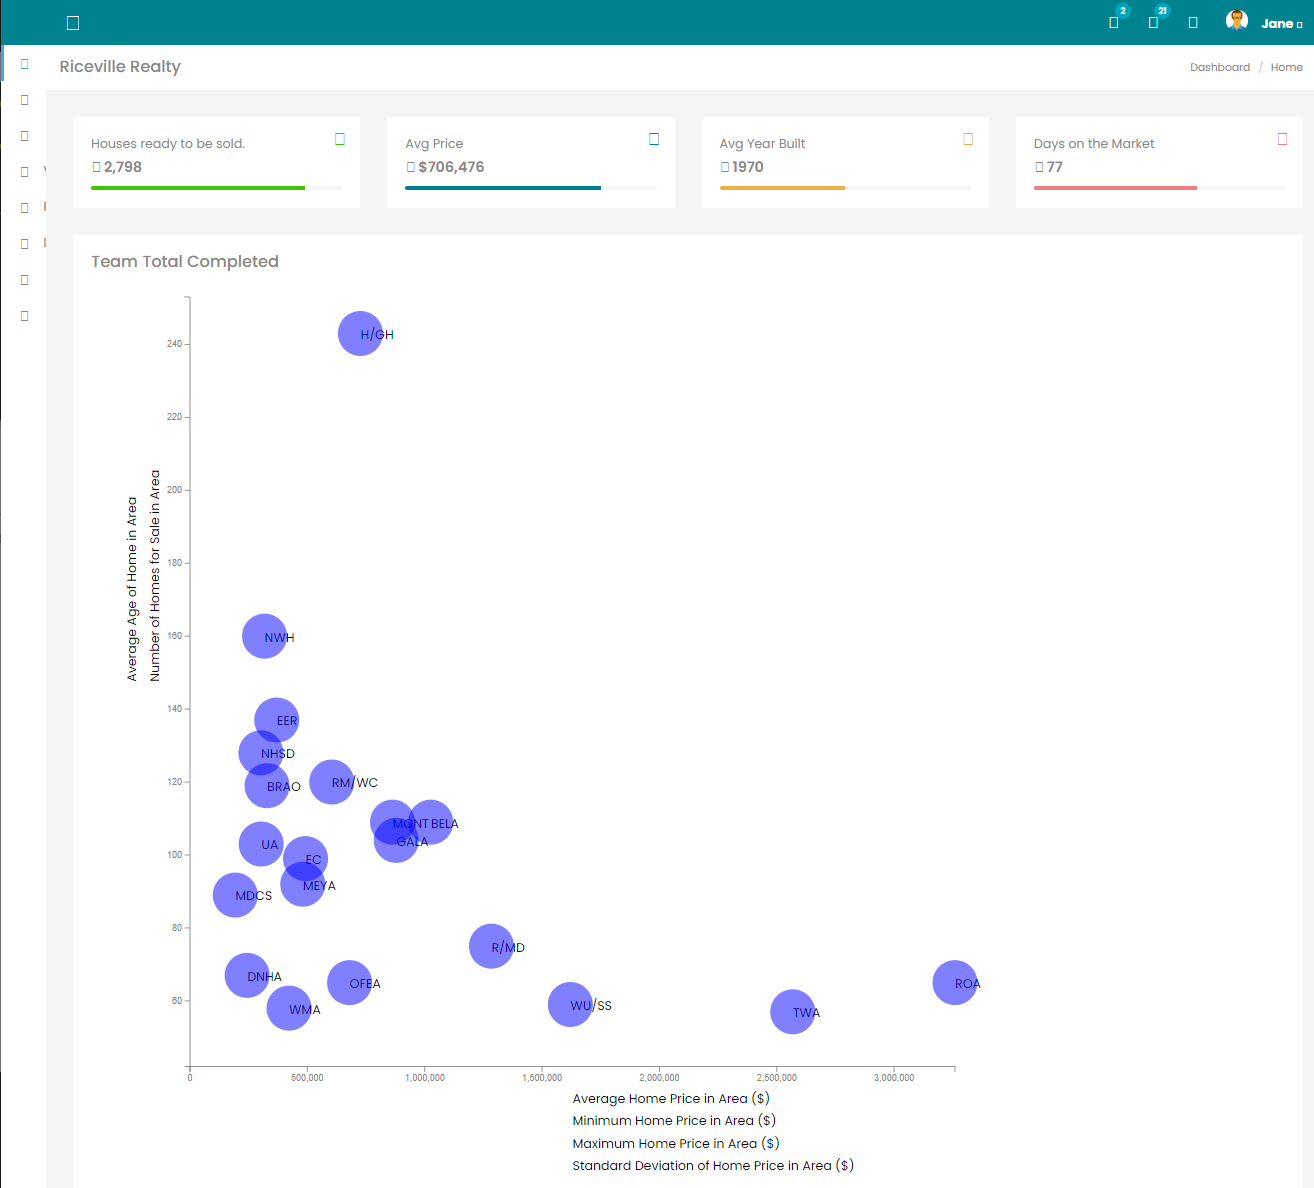 2 21 Jane
Riceville Realty
Dashboard / Home
Houses ready to be sold.
2,798
Avg Price
$706,476
Avg Year Built
1970
Days on the Market
77
Team Total Completed
H/GH
240
220
200
180
160
140
120
100
80
60
Average Age of Home in Area
Number of Homes for Sale in Area
NWH
EER
NHSD
BRAO
RM/WC
MONT
BELA
GALA
UA
EC
MEYA
MDCS
R/MD
DNHA
OFEA
WMA
WU/SS
TWA
ROA
0 500,000 1,000,000 1,500,000 2,000,000 2,500,000 3,000,000
Average Home Price in Area ($)
Minimum Home Price in Area ($)
Maximum Home Price in Area ($)
Standard Deviation of Home Price in Area ($)